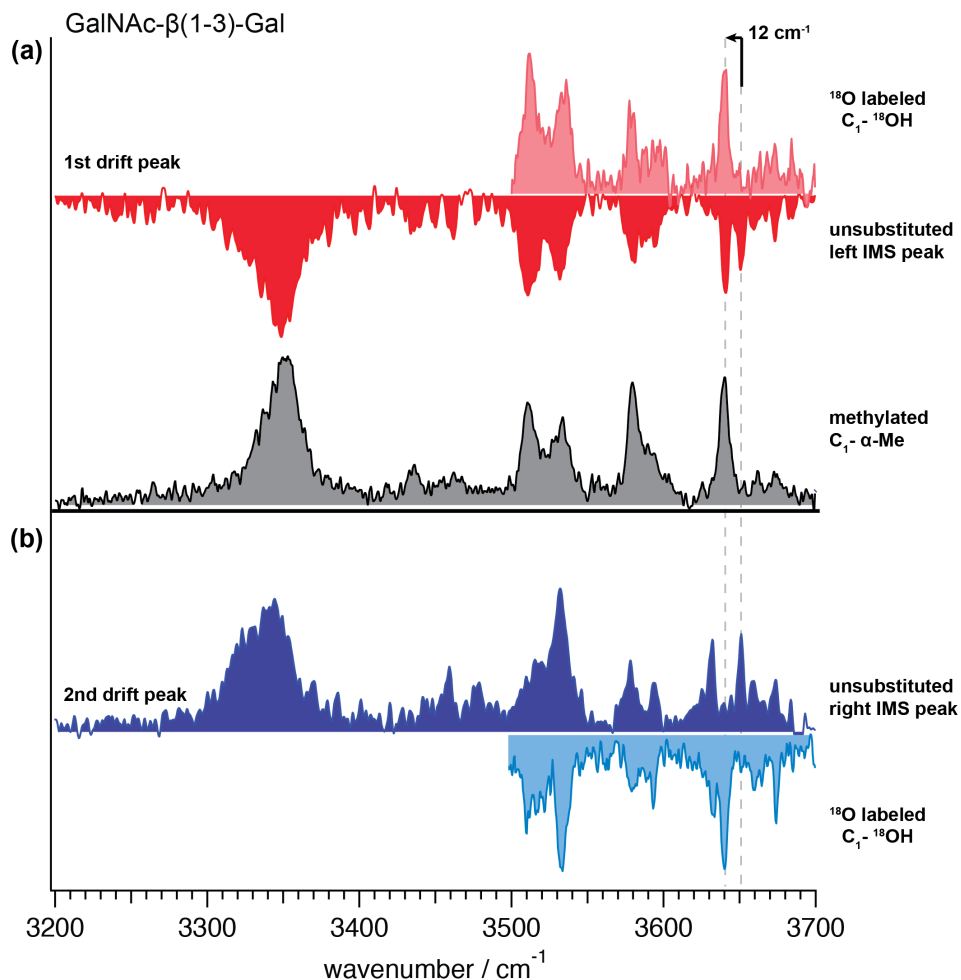 GalNAc-β(1-3)-Gal
(a)
12 cm⁻¹
¹⁸O labeled
C₁- ¹⁸OH
1st drift peak
unsubstituted
left IMS peak
methylated
C₁- α-Me
(b)
2nd drift peak
unsubstituted
right IMS peak
¹⁸O labeled
C₁- ¹⁸OH
3200 3300 3400 3500 3600 3700
wavenumber / cm⁻¹